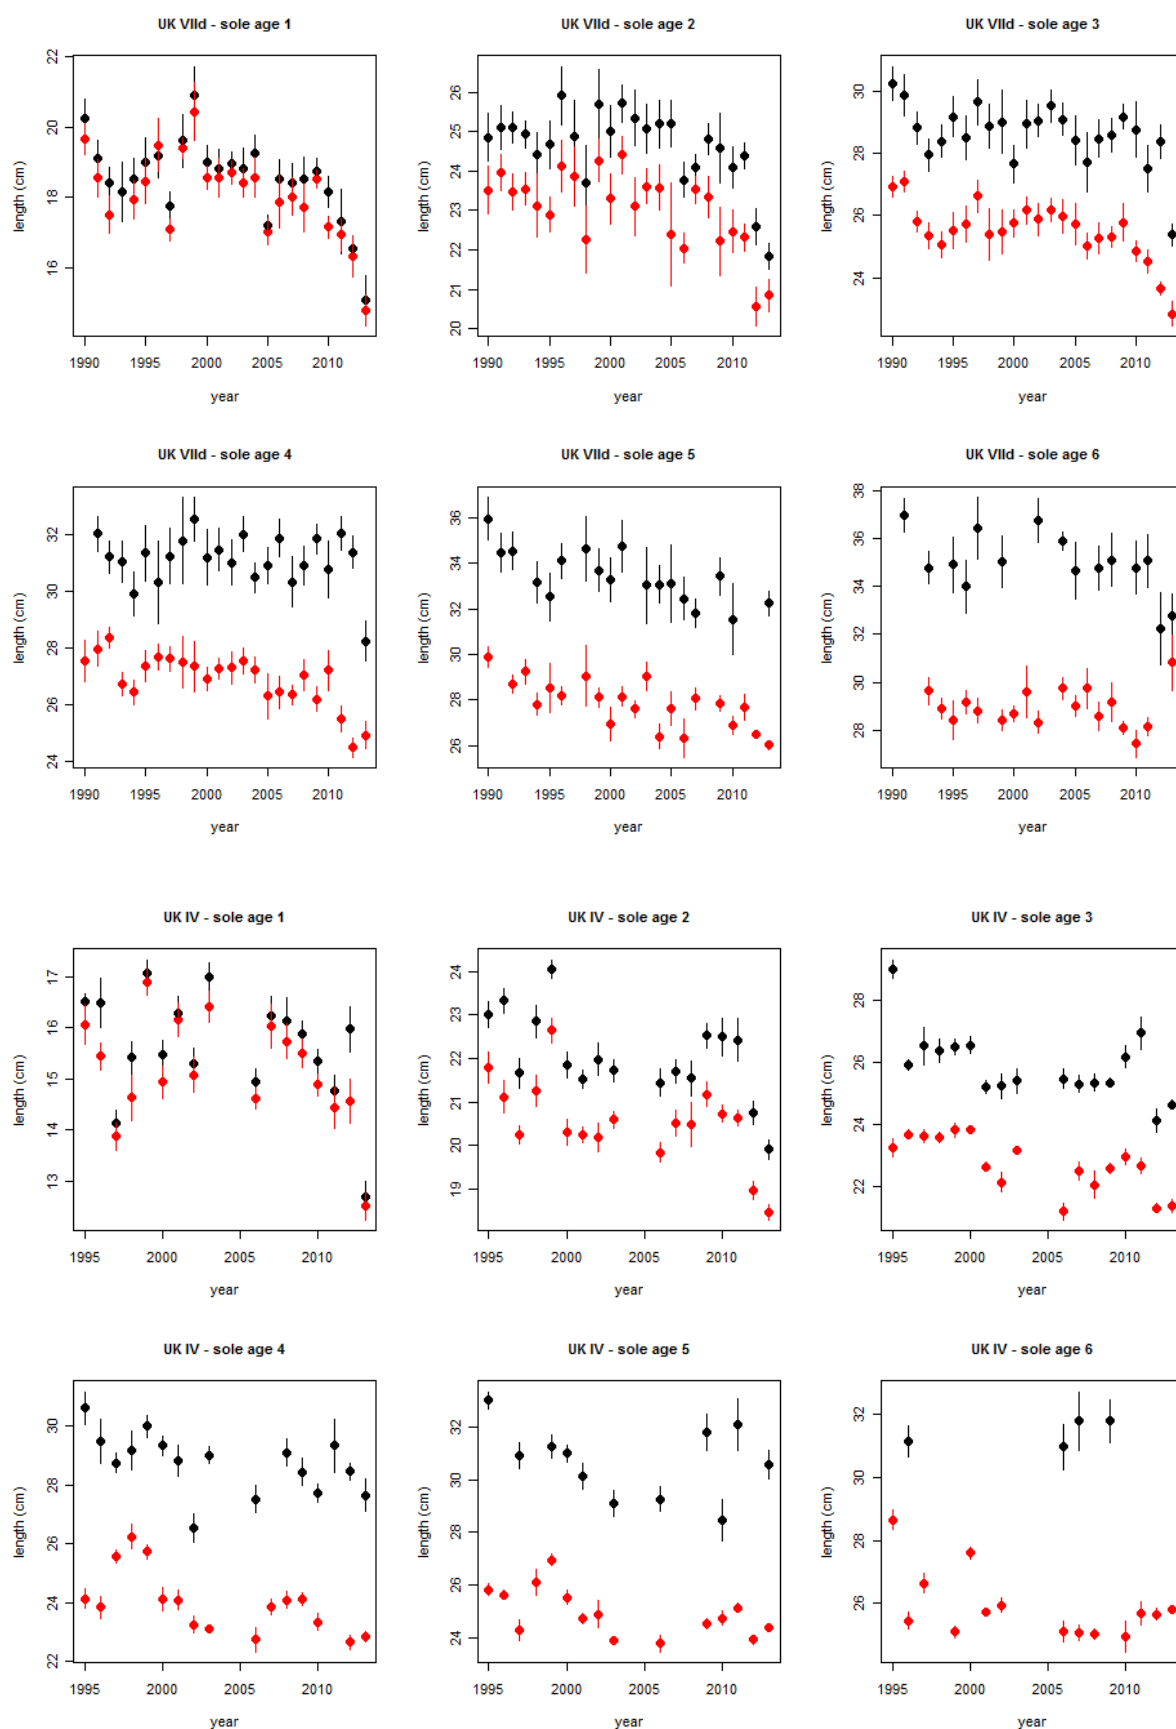 UK VIId - sole age 1
UK VIId - sole age 2
UK VIId - sole age 3
length (cm)
22
20
18
16
length (cm)
26
25
24
23
22
21
20
length (cm)
30
28
26
24
1990 1995 2000 2005 2010
1990 1995 2000 2005 2010
1990 1995 2000 2005 2010
year
year
year
UK VIId - sole age 4
UK VIId - sole age 5
UK VIId - sole age 6
length (cm)
32
30
28
26
24
length (cm)
36
34
32
30
28
26
length (cm)
38
36
34
32
30
28
1990 1995 2000 2005 2010
1990 1995 2000 2005 2010
1990 1995 2000 2005 2010
year
year
year
UK IV - sole age 1
UK IV - sole age 2
UK IV - sole age 3
length (cm)
17
16
15
14
13
length (cm)
24
23
22
21
20
19
length (cm)
28
26
24
22
1995 2000 2005 2010
1995 2000 2005 2010
1995 2000 2005 2010
year
year
year
UK IV - sole age 4
UK IV - sole age 5
UK IV - sole age 6
length (cm)
30
28
26
24
22
length (cm)
32
30
28
26
24
length (cm)
32
30
28
26
1995 2000 2005 2010
1995 2000 2005 2010
1995 2000 2005 2010
year
year
year